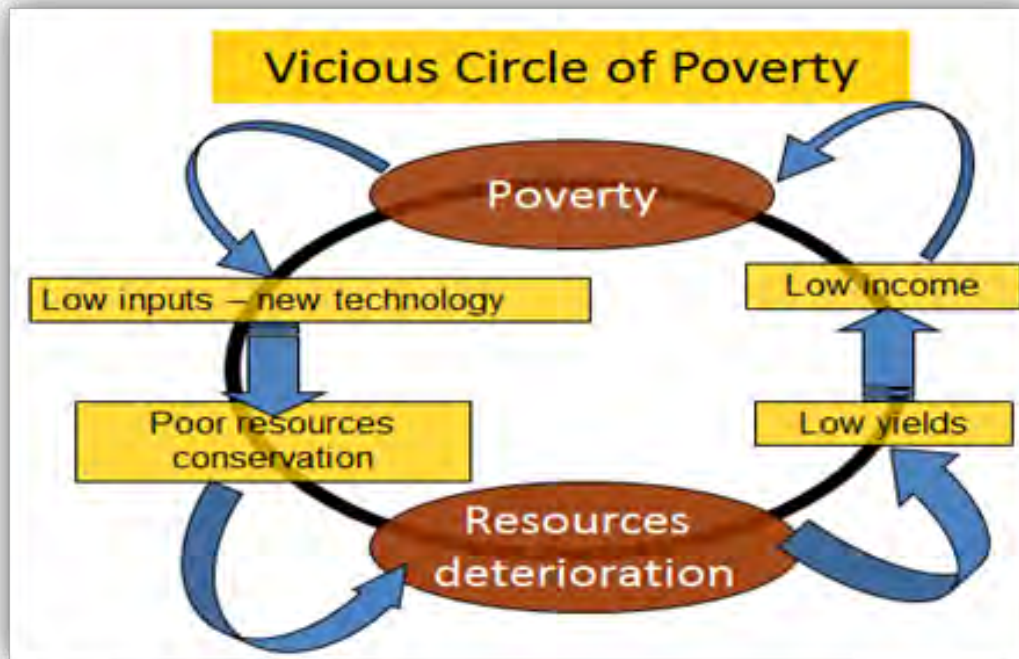 Vicious Circle of Poverty
Poverty
Low inputs – new technology
Low income
Poor resources
conservation
Low yields
Resources
deterioration